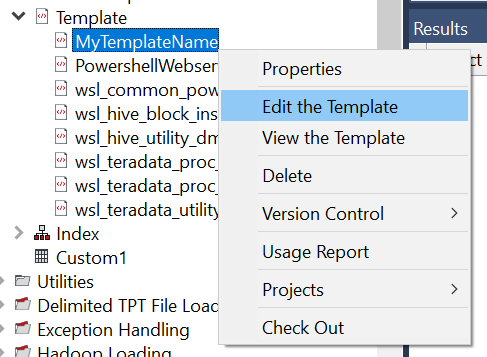 Template
MyTemplateName
PowershellWebser
wsl_common_pow
wsl_hive_block_ins
wsl_hive_utility_dm
wsl_teradata_proc_
wsl_teradata_proc_
wsl_teradata_utility
Index
Custom1
Utilities
Delimited TPT File Load
Exception Handling
Hadoop Loading
Properties
Edit the Template
View the Template
Delete
Version Control
Usage Report
Projects
Check Out
Results
ct